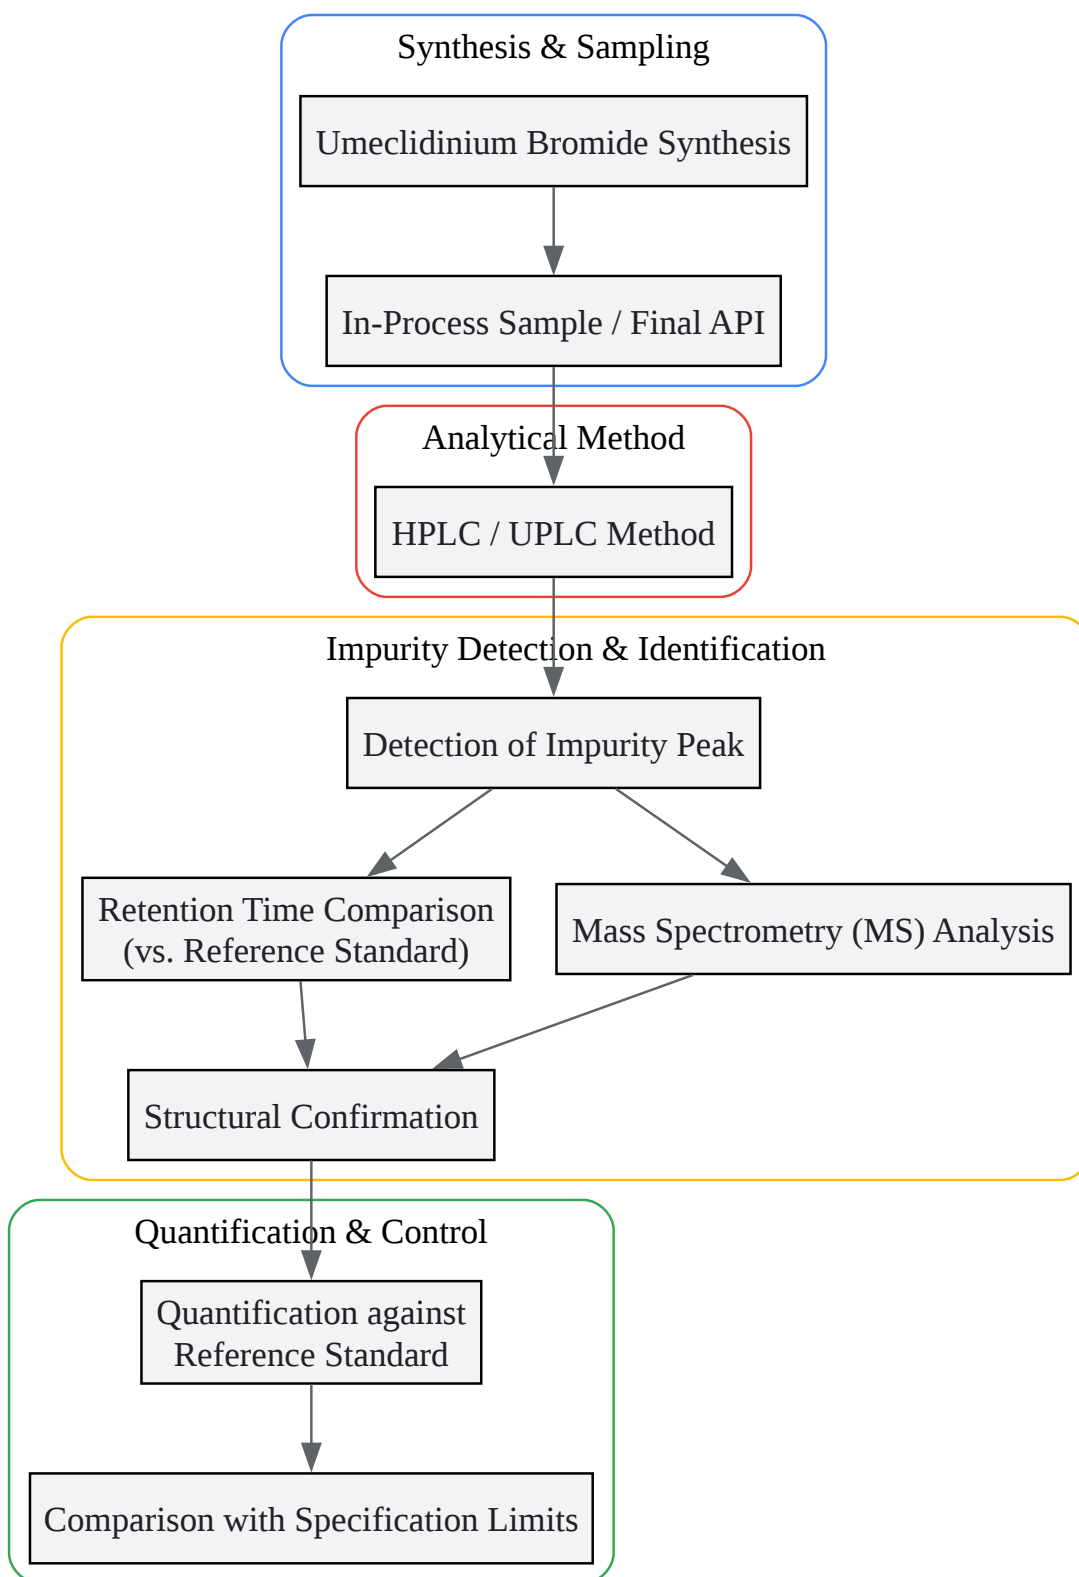 Synthesis & Sampling
Umeclidinium Bromide Synthesis
In-Process Sample / Final API
Analytical Method
HPLC / UPLC Method
Impurity Detection & Identification
Detection of Impurity Peak
Retention Time Comparison
(vs. Reference Standard)
Mass Spectrometry (MS) Analysis
Structural Confirmation
Quantification & Control
Quantification against
Reference Standard
Comparison with Specification Limits